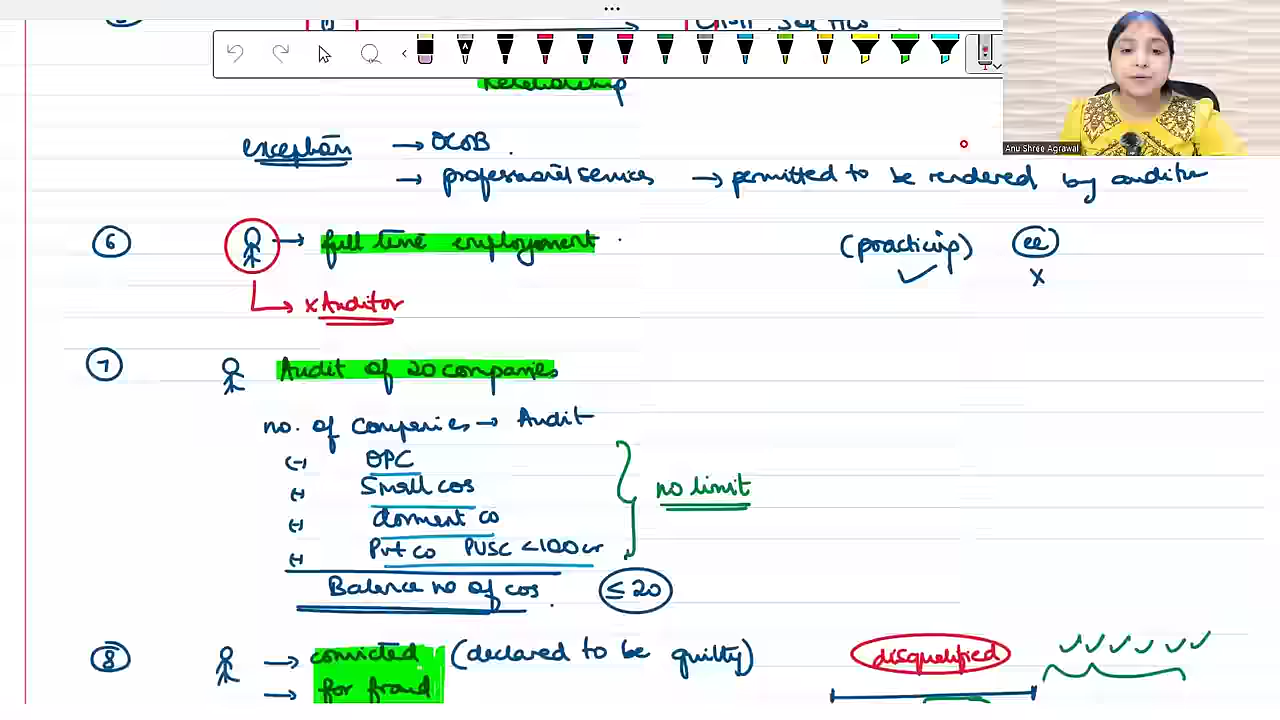 Relationship
exception → OCOB.
→ professional services → permitted to be rendered by auditor
⑥ → full time employment. (practicing) ee
✓ x
→ x Auditor
⑦ Audit of 20 companies
no. of companies → Audit
(-) OPC
(-) Small cos
(-) dorment co
(-) Pvt co PUSC <100cr
no limit
Balance no of cos. ≤ 20
⑧ → convicted (declared to be guilty) disqualified ✓✓✓✓✓✓
→ for fraud
Anu Shree Agrawal